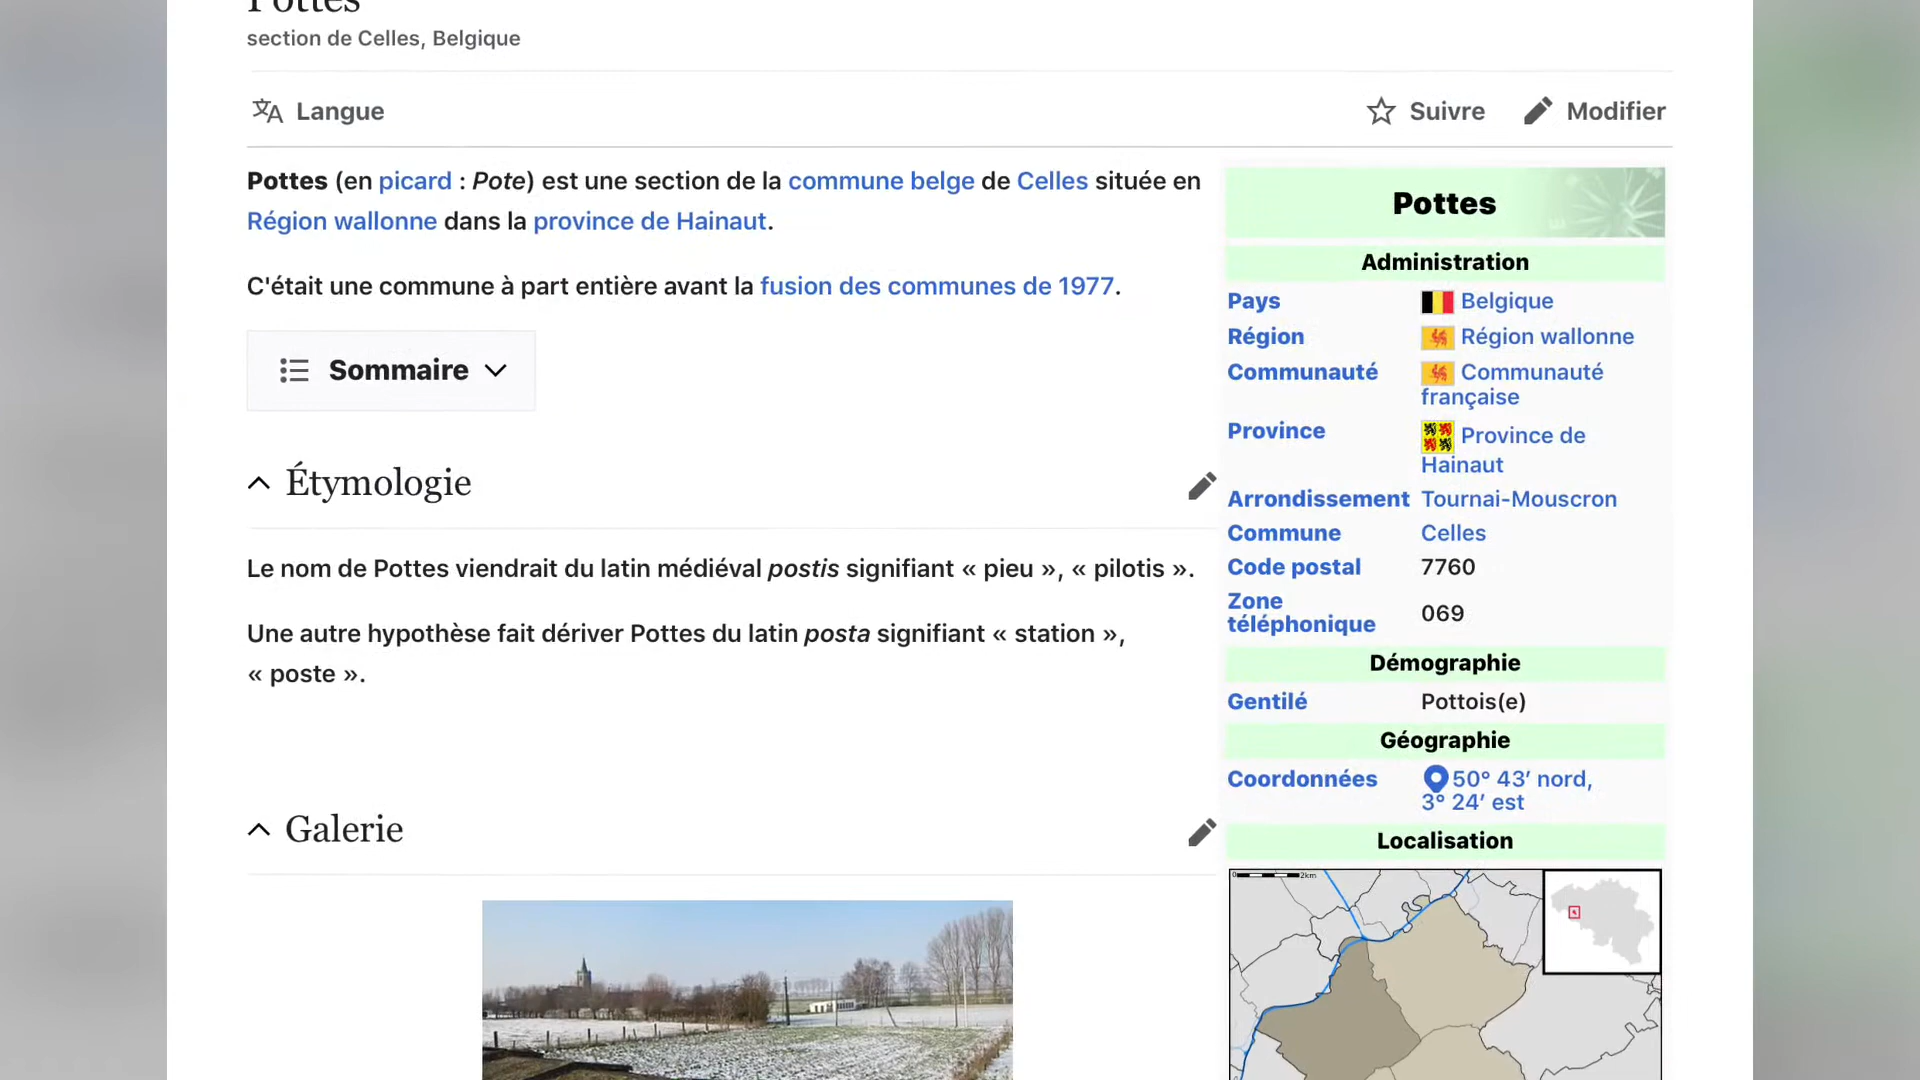 Pottes
section de Celles, Belgique
Langue
Suivre
Modifier
Pottes (en picard : Pote) est une section de la commune belge de Celles située en
Région wallonne dans la province de Hainaut.
C'était une commune à part entière avant la fusion des communes de 1977.
Sommaire
Étymologie
Le nom de Pottes viendrait du latin médiéval postis signifiant « pieu », « pilotis ».
Une autre hypothèse fait dériver Pottes du latin posta signifiant « station »,
« poste ».
Galerie
Pottes
Administration
Pays Belgique
Région Région wallonne
Communauté Communauté
française
Province Province de
Hainaut
Arrondissement Tournai-Mouscron
Commune Celles
Code postal 7760
Zone
téléphonique 069
Démographie
Gentilé Pottois(e)
Géographie
Coordonnées 50° 43′ nord,
3° 24′ est
Localisation
0 2km